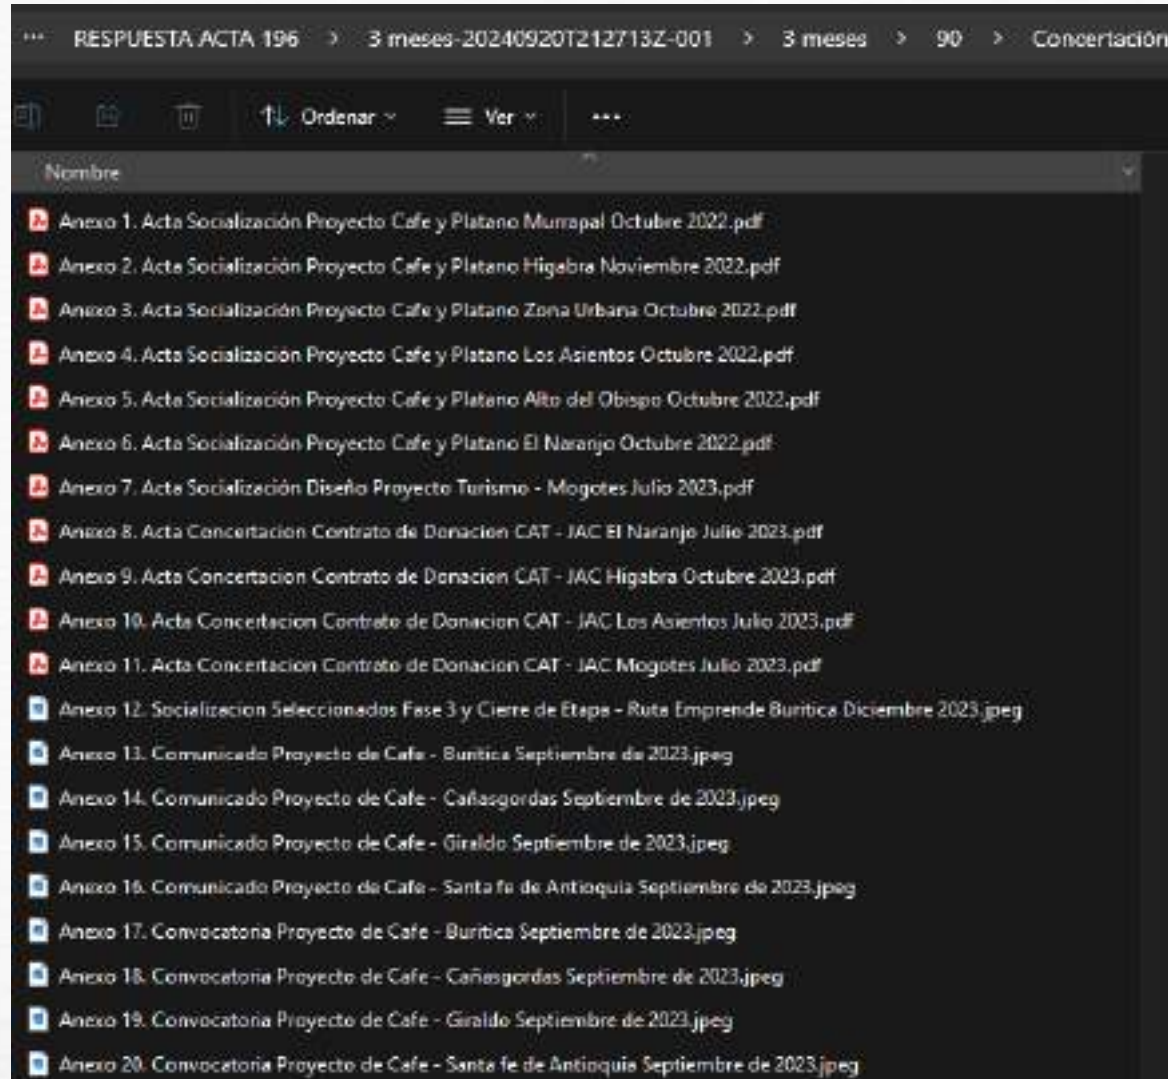 ··· RESPUESTA ACTA 196 > 3 meses-20240920T212713Z-001 > 3 meses > 90 > Concertación
Ordenar Ver ···
Nombre
Anexo 1. Acta Socialización Proyecto Cafe y Platano Murrapal Octubre 2022.pdf
Anexo 2. Acta Socialización Proyecto Cafe y Platano Higabra Noviembre 2022.pdf
Anexo 3. Acta Socialización Proyecto Cafe y Platano Zona Urbana Octubre 2022.pdf
Anexo 4. Acta Socialización Proyecto Cafe y Platano Los Asientos Octubre 2022.pdf
Anexo 5. Acta Socialización Proyecto Cafe y Platano Alto del Obispo Octubre 2022.pdf
Anexo 6. Acta Socialización Proyecto Cafe y Platano El Naranjo Octubre 2022.pdf
Anexo 7. Acta Socialización Diseño Proyecto Turismo - Mogotes Julio 2023.pdf
Anexo 8. Acta Concertacion Contrato de Donacion CAT - JAC El Naranjo Julio 2023.pdf
Anexo 9. Acta Concertacion Contrato de Donacion CAT - JAC Higabra Octubre 2023.pdf
Anexo 10. Acta Concertacion Contrato de Donacion CAT - JAC Los Asientos Julio 2023.pdf
Anexo 11. Acta Concertacion Contrato de Donacion CAT - JAC Mogotes Julio 2023.pdf
Anexo 12. Socializacion Seleccionados Fase 3 y Cierre de Etapa - Ruta Emprende Buritica Diciembre 2023.jpeg
Anexo 13. Comunicado Proyecto de Cafe - Buritica Septiembre de 2023.jpeg
Anexo 14. Comunicado Proyecto de Cafe - Cañasgordas Septiembre de 2023.jpeg
Anexo 15. Comunicado Proyecto de Cafe - Giraldo Septiembre de 2023.jpeg
Anexo 16. Comunicado Proyecto de Cafe - Santa fe de Antioquia Septiembre de 2023.jpeg
Anexo 17. Convocatoria Proyecto de Cafe - Buritica Septiembre de 2023.jpeg
Anexo 18. Convocatoria Proyecto de Cafe - Cañasgordas Septiembre de 2023.jpeg
Anexo 19. Convocatoria Proyecto de Cafe - Giraldo Septiembre de 2023.jpeg
Anexo 20. Convocatoria Proyecto de Cafe - Santa fe de Antioquia Septiembre de 2023.jpeg